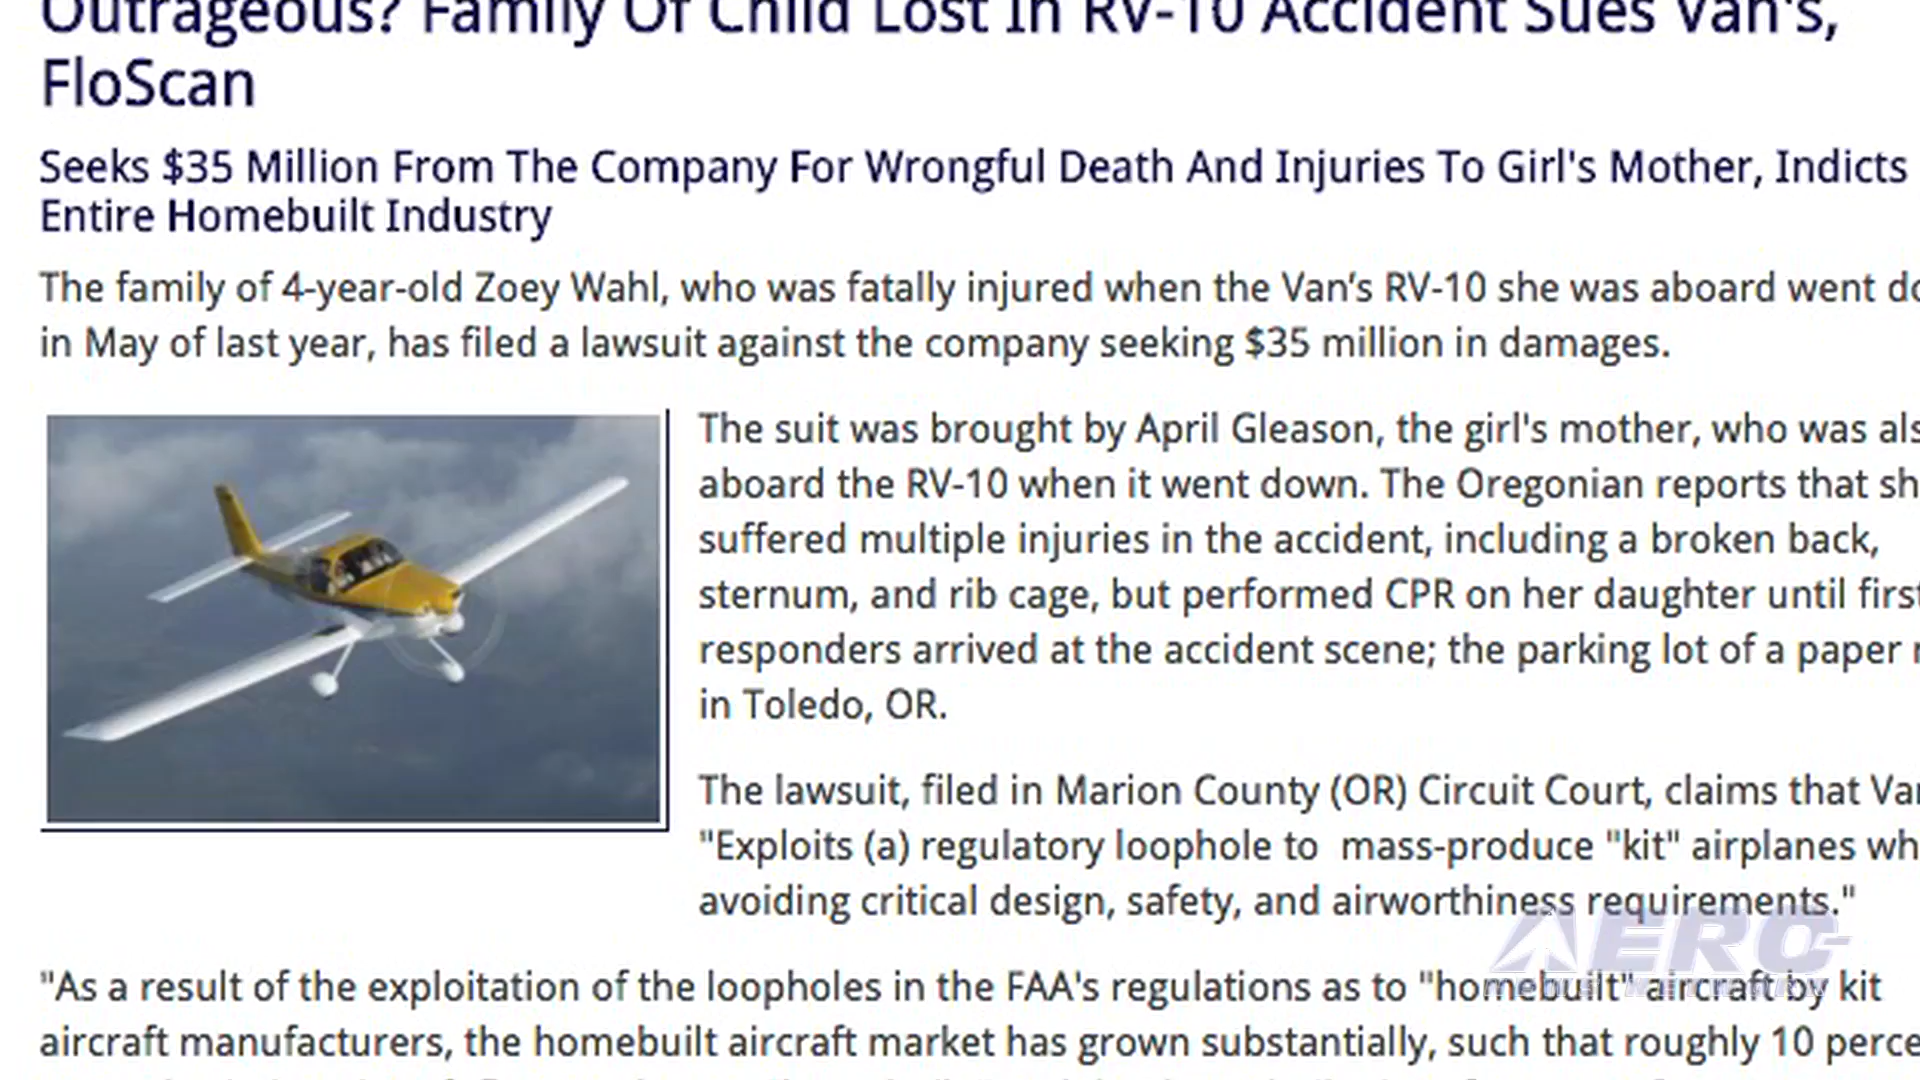 Outrageous? Family Of Child Lost In RV-10 Accident Sues Van's,
FloScan
Seeks $35 Million From The Company For Wrongful Death And Injuries To Girl's Mother, Indicts
Entire Homebuilt Industry
The family of 4-year-old Zoey Wahl, who was fatally injured when the Van's RV-10 she was aboard went do
in May of last year, has filed a lawsuit against the company seeking $35 million in damages.
The suit was brought by April Gleason, the girl's mother, who was als
aboard the RV-10 when it went down. The Oregonian reports that sh
suffered multiple injuries in the accident, including a broken back,
sternum, and rib cage, but performed CPR on her daughter until first
responders arrived at the accident scene; the parking lot of a paper
in Toledo, OR.
The lawsuit, filed in Marion County (OR) Circuit Court, claims that Van
"Exploits (a) regulatory loophole to mass-produce "kit" airplanes wh
avoiding critical design, safety, and airworthiness requirements."
"As a result of the exploitation of the loopholes in the FAA's regulations as to "homebuilt" aircraft by kit
aircraft manufacturers, the homebuilt aircraft market has grown substantially, such that roughly 10 perce
AERO-
NEWS NETWORK